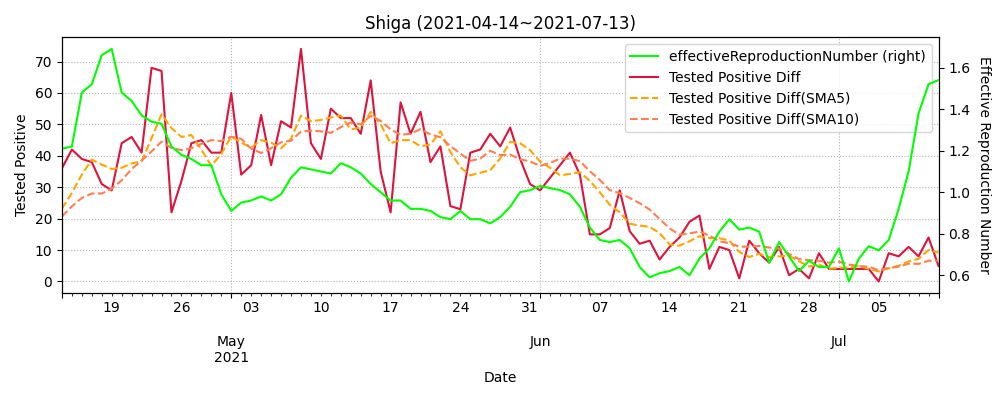 Shiga (2021-04-14~2021-07-13)
effectiveReproductionNumber (right)
Tested Positive Diff
Tested Positive Diff(SMA5)
Tested Positive Diff(SMA10)
Tested Positive
70
60
50
40
30
20
10
0
1.6
1.4
1.2
1.0
0.8
0.6
Effective Reproduction Number
19 26 03 10 17 24 31 07 14 21 28 05
May Jun Jul
2021
Date